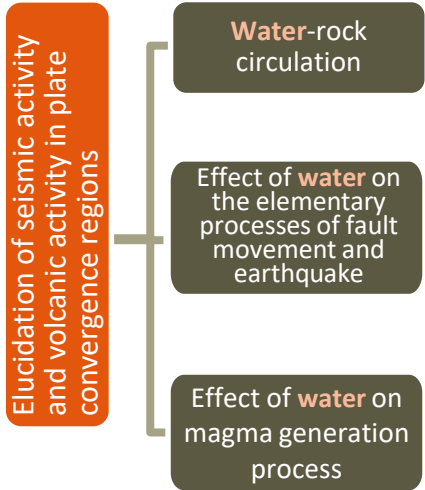 Elucidation of seismic activity
and volcanic activity in plate
convergence regions
Water-rock
circulation
Effect of water on
the elementary
processes of fault
movement and
earthquake
Effect of water on
magma generation
process